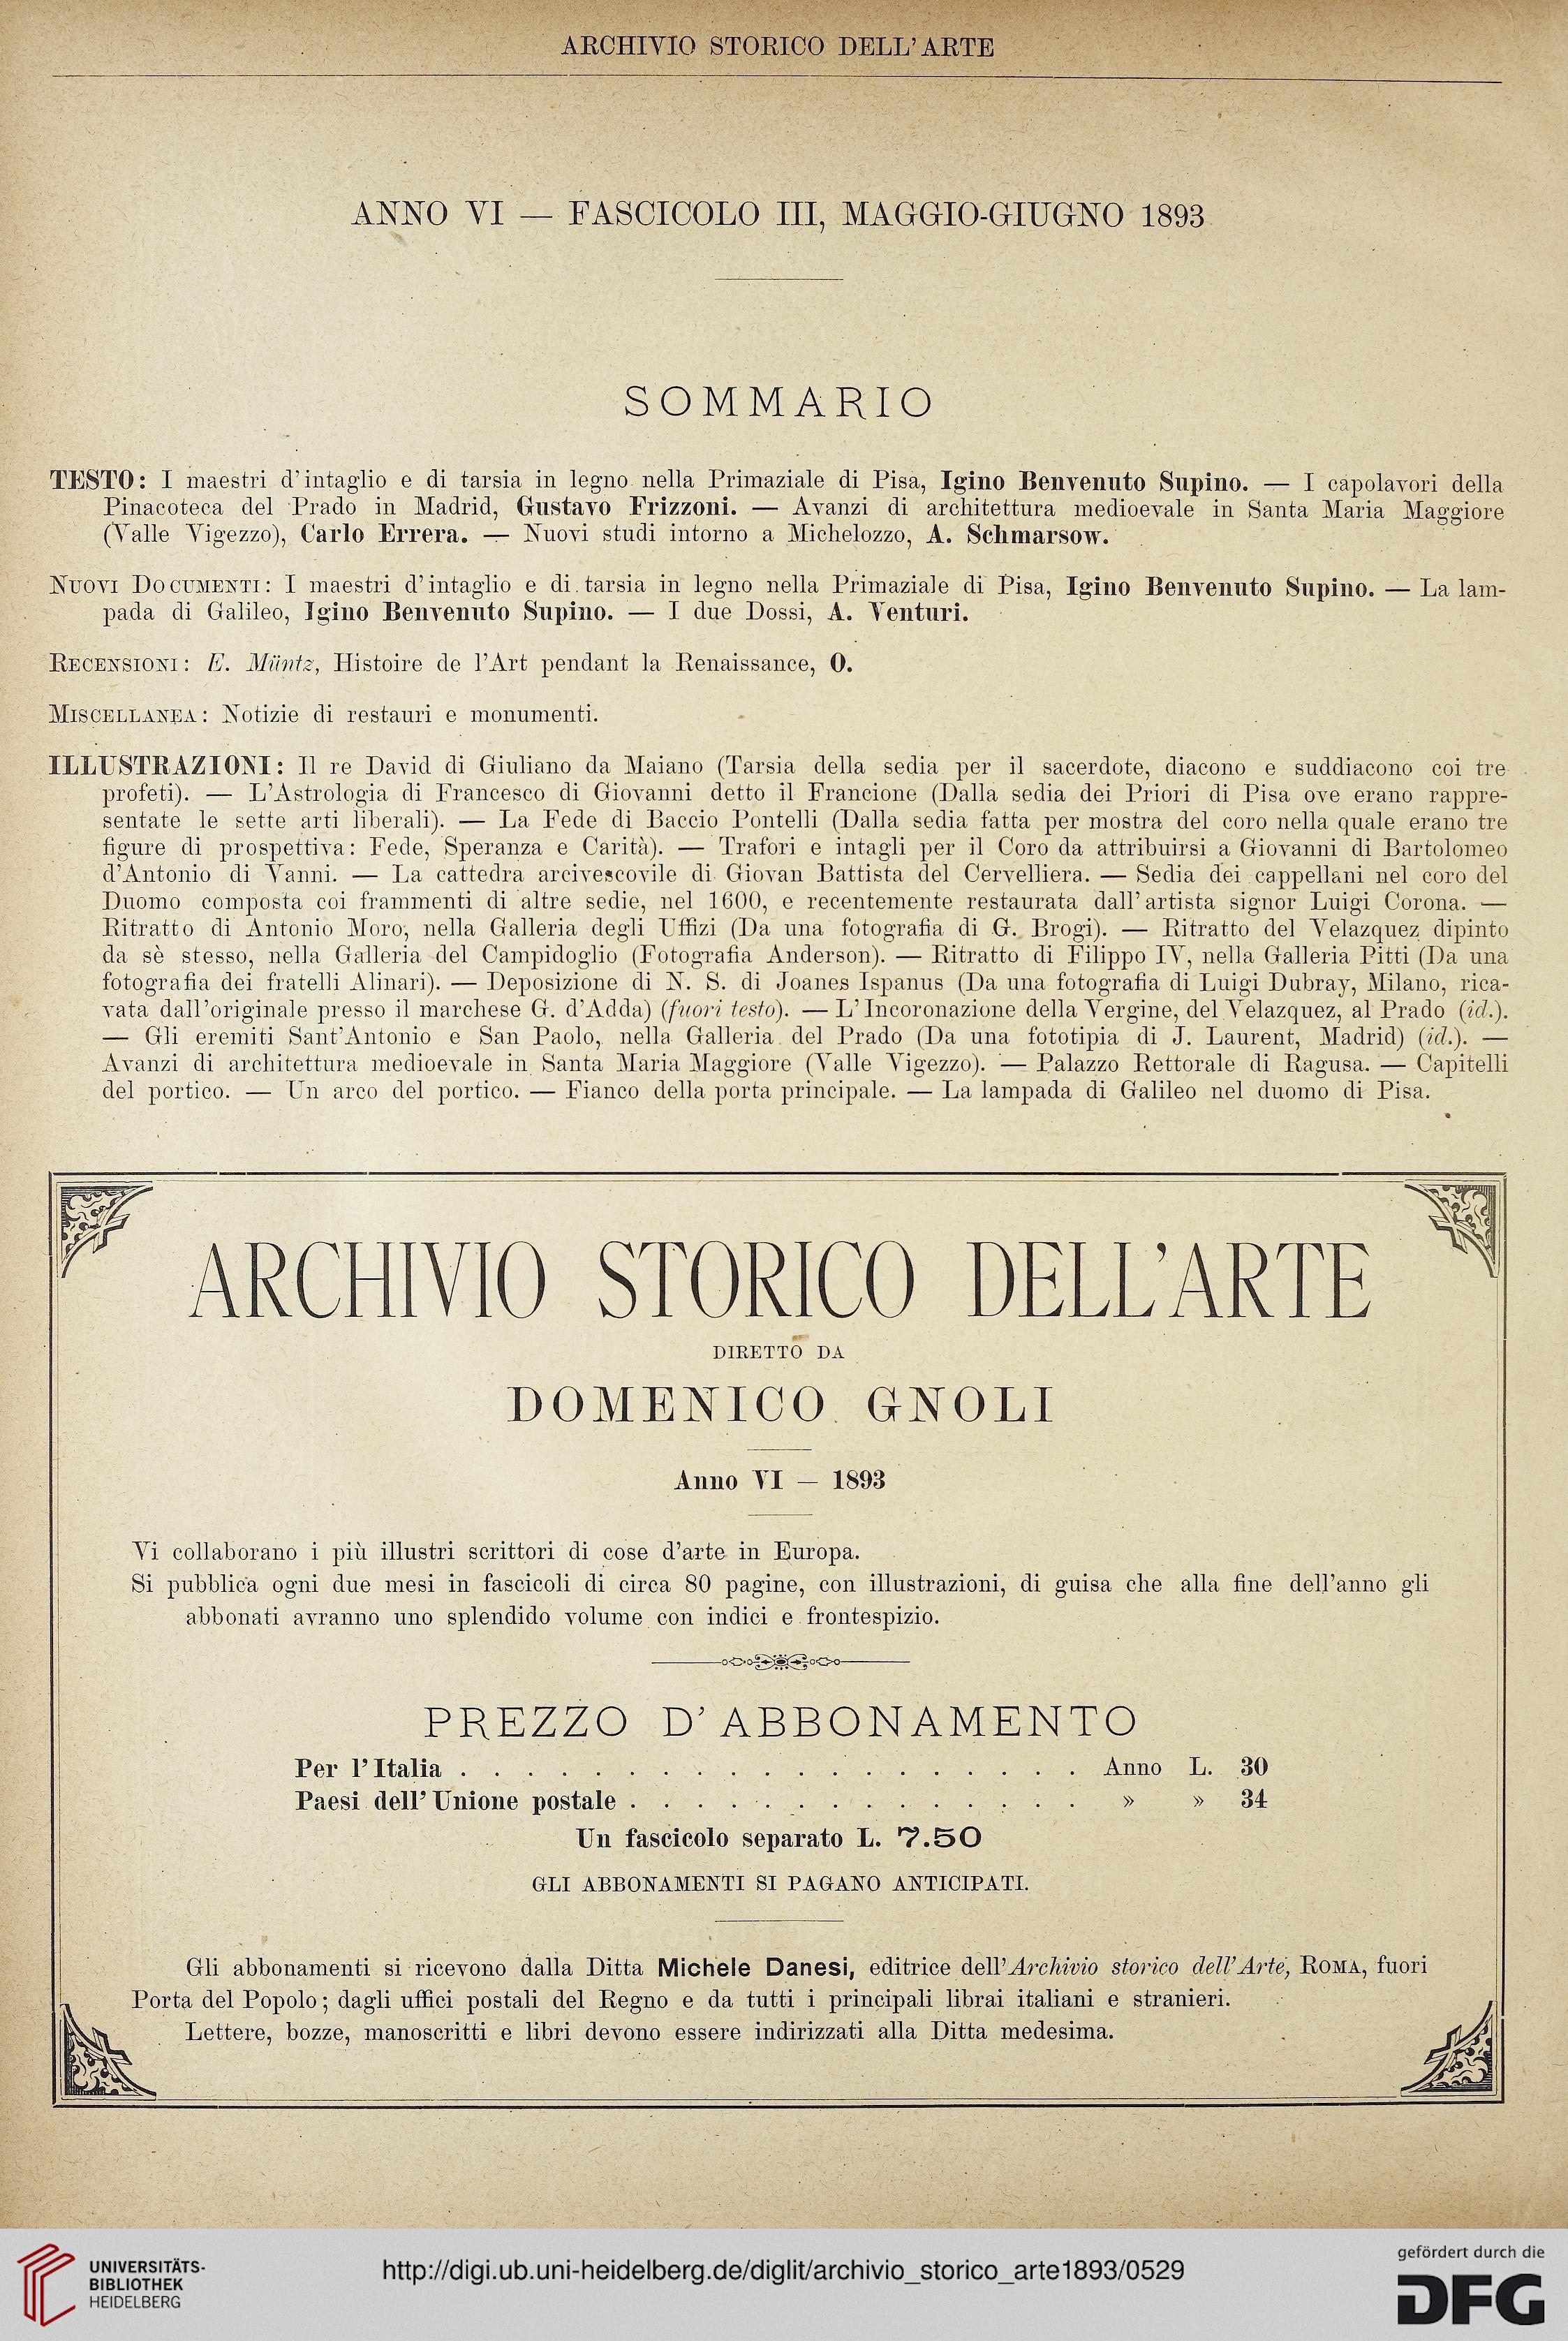 ARCHIVIO STORICO DELL'ARTE
ANNO VI — FASCICOLO III, MAGGIO-GIUGNO 1893
SOMMARIO
TESTO: I maestri d'intaglio e di tarsia in legno nella Primaziale di Pisa, Igino Benvenuto Supino. — I capolavori della
Pinacoteca del Prado in Madrid, Gustavo Frizzoni. — Avanzi di architettura medioevale in Santa Maria Maggiore
(Valle Vigezzo), Carlo Errera. — Nuovi studi intorno a Michelozzo, A. Schmarsow.
NUOVI DOCUMENTI: I maestri d'intaglio e di tarsia in legno nella Primaziale di Pisa, Igino Benvenuto Supino. — La lam-
pada di Galileo, Igino Benvenuto Supino. — I due Dossi, A. Venturi.
RECENSIONI: E. Müntz, Histoire de l'Art pendant la Renaissance, O.
MISCELLANEA: Notizie di restauri e monumenti.
ILLUSTRAZIONI: Il re David di Giuliano da Maiano (Tarsia della sedia per il sacerdote, diacono e suddiacono coi tre
profeti). — L'Astrologia di Francesco di Giovanni detto il Francione (Dalla sedia dei Priori di Pisa ove erano rappre-
sentate le sette arti liberali). — La Fede di Baccio Pontelli (Dalla sedia fatta per mostra del coro nella quale erano tre
figure di prospettiva: Fede, Speranza e Carità). — Trafori e intagli per il Coro da attribuirsi a Giovanni di Bartolomeo
d'Antonio di Vanni. — La cattedra arcivescovile di Giovan Battista del Cervelliera. — Sedia dei cappellani nel coro del
Duomo composta coi frammenti di altre sedie, nel 1600, e recentemente restaurata dall'artista signor Luigi Corona. —
Ritratto di Antonio Moro, nella Galleria degli Uffizi (Da una fotografia di G. Brogi). — Ritratto del Velazquez dipinto
da sè stesso, nella Galleria del Campidoglio (Fotografia Anderson). — Ritratto di Filippo IV, nella Galleria Pitti (Da una
fotografia dei fratelli Alinari). — Deposizione di N. S. di Joanes Ispanus (Da una fotografia di Luigi Dubray, Milano, rica-
vata dall'originale presso il marchese G. d'Adda) (fuori testo). — L'Incoronazione della Vergine, del Velazquez, al Prado (id.).
— Gli eremiti Sant'Antonio e San Paolo, nella Galleria del Prado (Da una fototipia di J. Laurent, Madrid) (id.). —
Avanzi di architettura medioevale in Santa Maria Maggiore (Valle Vigezzo). — Palazzo Rettorale di Ragusa. — Capitelli
del portico. — Un arco del portico. — Fianco della porta principale. — La lampada di Galileo nel duomo di Pisa.
ARCHIVIO STORICO DELL'ARTE
DIRETTO DA
DOMENICO GNOLI
Anno VI — 1893
Vi collaborano i più illustri scrittori di cose d'arte in Europa.
Si pubblica ogni due mesi in fascicoli di circa 80 pagine, con illustrazioni, di guisa che alla fine dell'anno gli
abbonati avranno uno splendido volume con indici e frontespizio.
PREZZO D'ABBONAMENTO
Per l'Italia . . . . . . . . . . . . . . . . . . . Anno L. 30
Paesi dell'Unione postale . . . . . . . . . . . . . . » » 34
Un fascicolo separato L. 7.50
GLI ABBONAMENTI SI PAGANO ANTICIPATI.
Gli abbonamenti si ricevono dalla Ditta Michele Danesi, editrice dell'Archivio storico dell'Arte, ROMA, fuori
Porta del Popolo; dagli uffici postali del Regno e da tutti i principali librai italiani e stranieri.
Lettere, bozze, manoscritti e libri devono essere indirizzati alla Ditta medesima.
UNIVERSITÄTS-
BIBLIOTHEK
HEIDELBERG
http://digi.ub.uni-heidelberg.de/diglit/archivio_storico_arte1893/0529
gefördert durch die
DFG